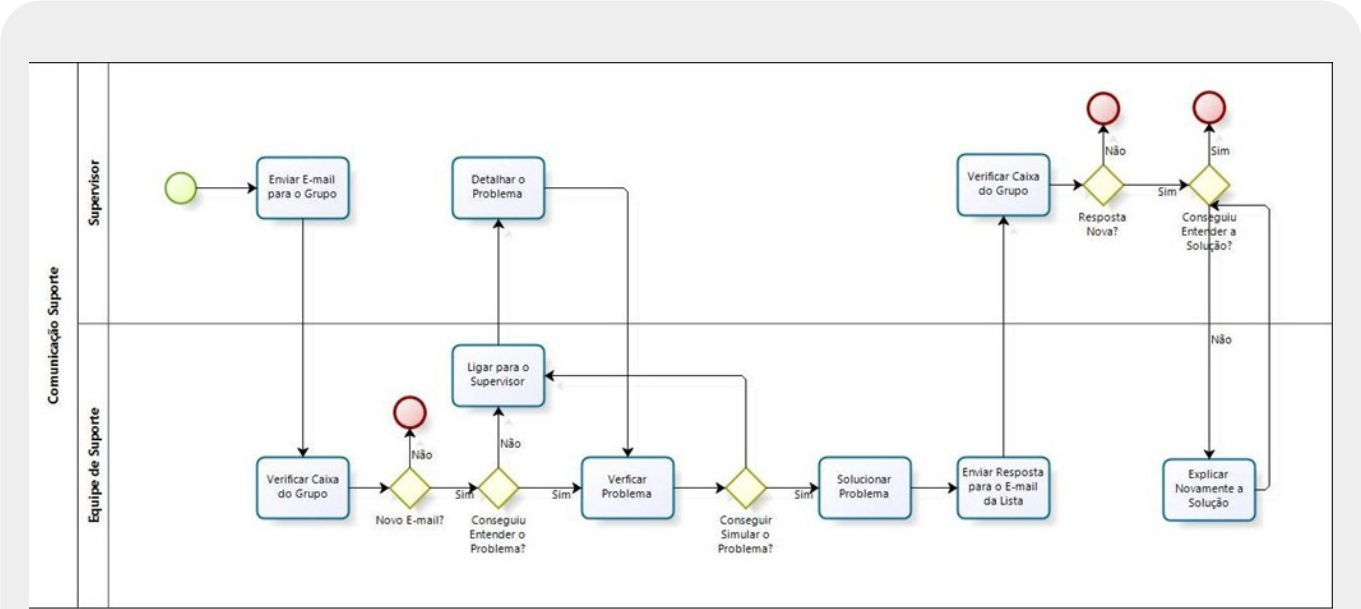 Comunicação Suporte
Supervisor
Enviar E-mail
para o Grupo
Detalhar o
Problema
Verificar Caixa
do Grupo
Não
Resposta
Nova?
Sim
Sim
Conseguiu
Entender a
Solução?
Não
Equipe de Suporte
Verificar Caixa
do Grupo
Não
Novo E-mail?
Sim
Ligar para o
Supervisor
Não
Conseguiu
Entender o
Problema?
Sim
Verficar
Problema
Conseguir
Simular o
Problema?
Sim
Solucionar
Problema
Enviar Resposta
para o E-mail
da Lista
Explicar
Novamente a
Solução